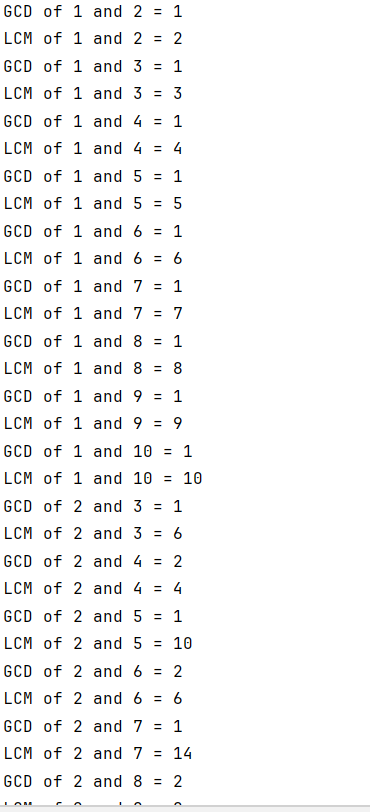 GCD of 1 and 2 = 1
LCM of 1 and 2 = 2
GCD of 1 and 3 = 1
LCM of 1 and 3 = 3
GCD of 1 and 4 = 1
LCM of 1 and 4 = 4
GCD of 1 and 5 = 1
LCM of 1 and 5 = 5
GCD of 1 and 6 = 1
LCM of 1 and 6 = 6
GCD of 1 and 7 = 1
LCM of 1 and 7 = 7
GCD of 1 and 8 = 1
LCM of 1 and 8 = 8
GCD of 1 and 9 = 1
LCM of 1 and 9 = 9
GCD of 1 and 10 = 1
LCM of 1 and 10 = 10
GCD of 2 and 3 = 1
LCM of 2 and 3 = 6
GCD of 2 and 4 = 2
LCM of 2 and 4 = 4
GCD of 2 and 5 = 1
LCM of 2 and 5 = 10
GCD of 2 and 6 = 2
LCM of 2 and 6 = 6
GCD of 2 and 7 = 1
LCM of 2 and 7 = 14
GCD of 2 and 8 = 2